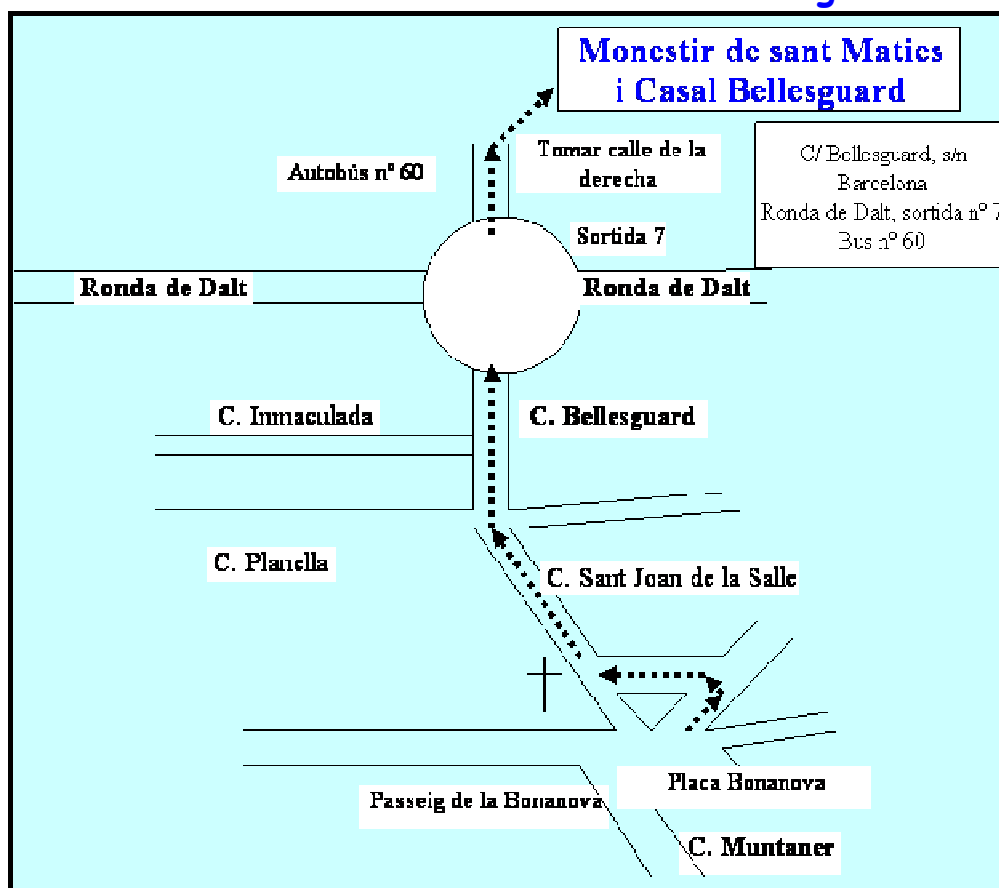 Monestir de sant Maties
i Casal Bellesguard
Autobús nº 60
Tomar calle de la
derecha
C/ Bellesguard, s/n
Barcelona
Ronda de Dalt, sortida nº 7
Bus nº 60
Sortida 7
Ronda de Dalt
Ronda de Dalt
C. Inmaculada
C. Bellesguard
C. Planella
C. Sant Joan de la Salle
Placa Bonanova
Passeig de la Bonanova
C. Muntaner